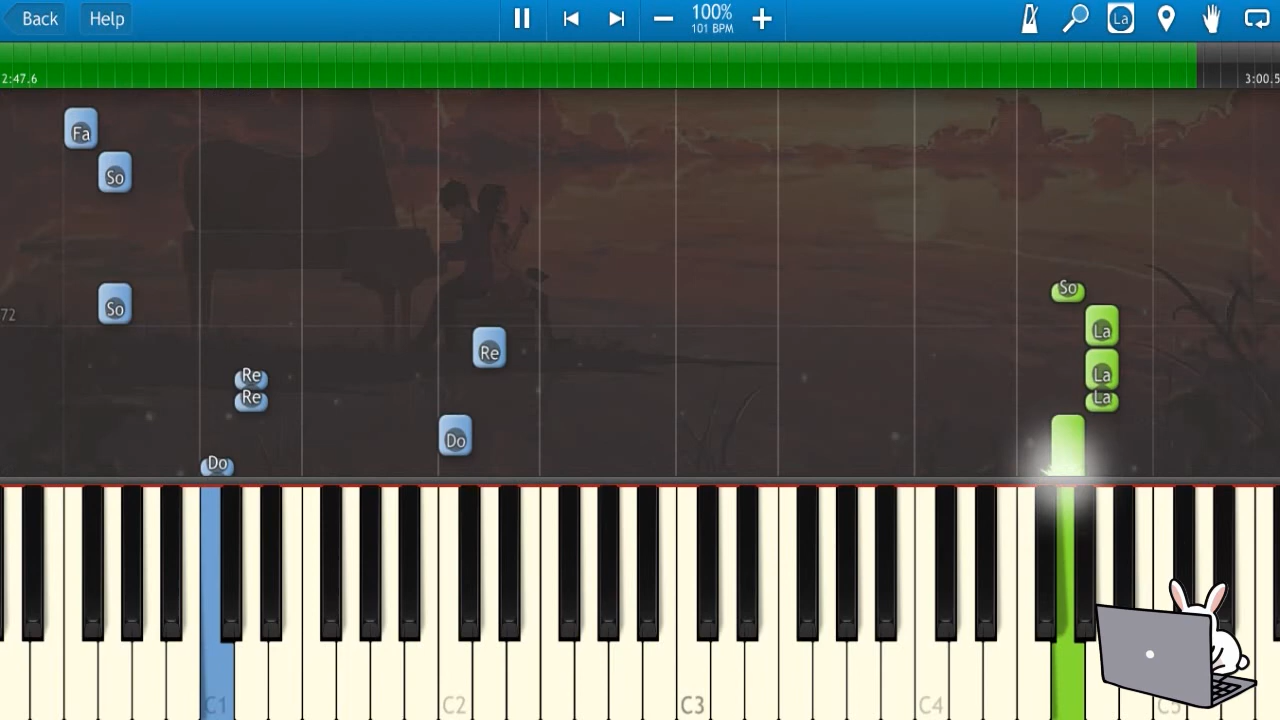 Back
Help
100%
101 BPM
La
2:47.6
3:00.5
Fa
So
So
So
72
La
Re
Re
La
Re
La
Do
Do
C1
C2
C3
C4
C5